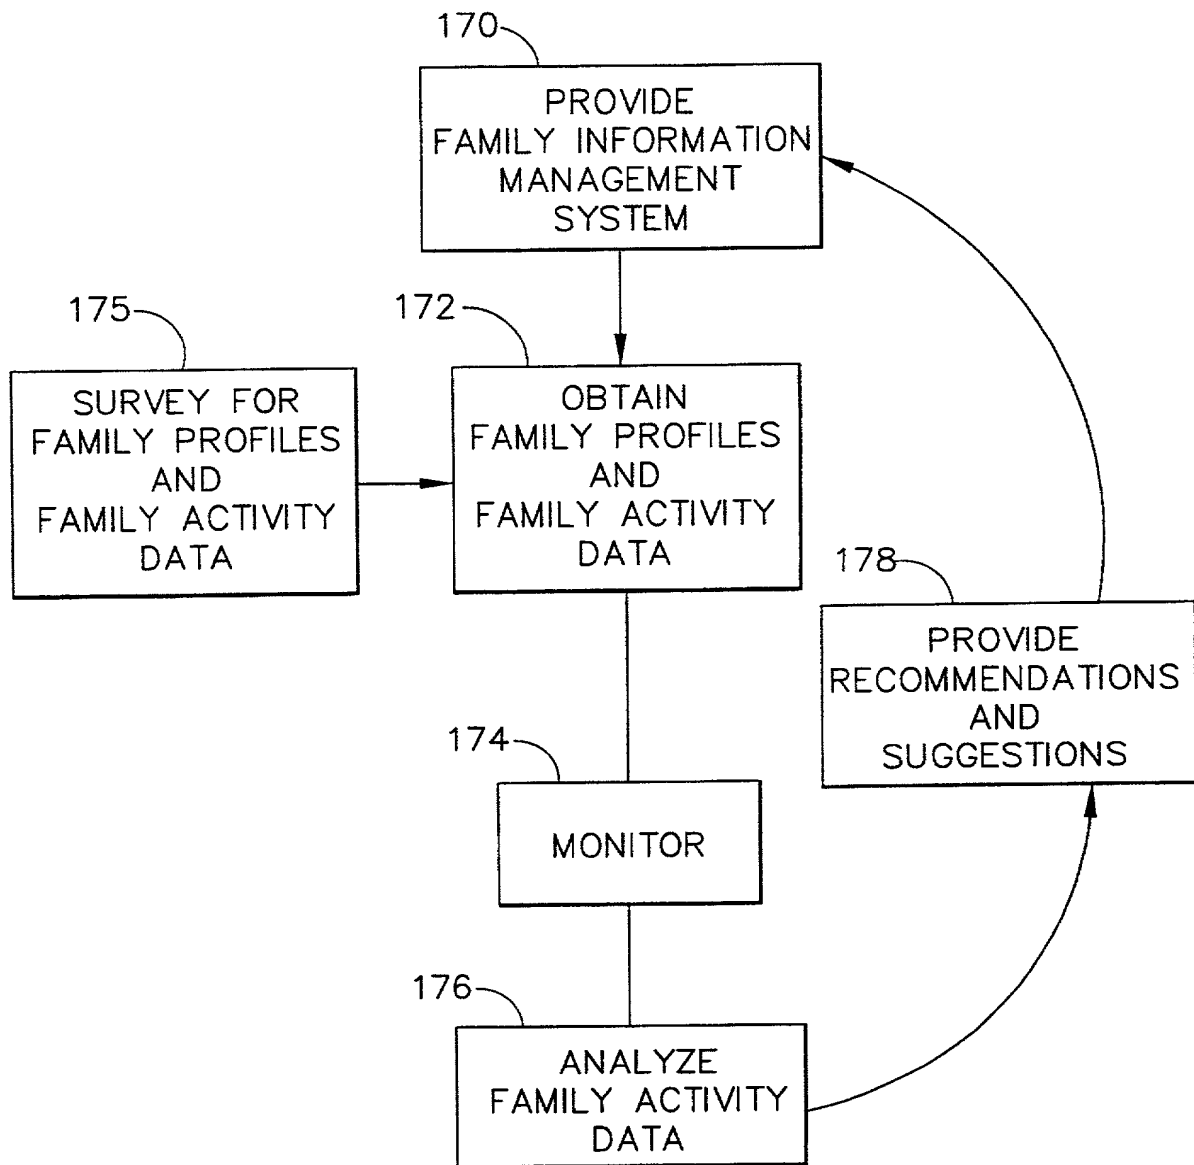 170
PROVIDE
FAMILY INFORMATION
MANAGEMENT
SYSTEM
175
SURVEY FOR
FAMILY PROFILES
AND
FAMILY ACTIVITY
DATA
172
OBTAIN
FAMILY PROFILES
AND
FAMILY ACTIVITY
DATA
178
PROVIDE
RECOMMENDATIONS
AND
SUGGESTIONS
174
MONITOR
176
ANALYZE
FAMILY ACTIVITY
DATA